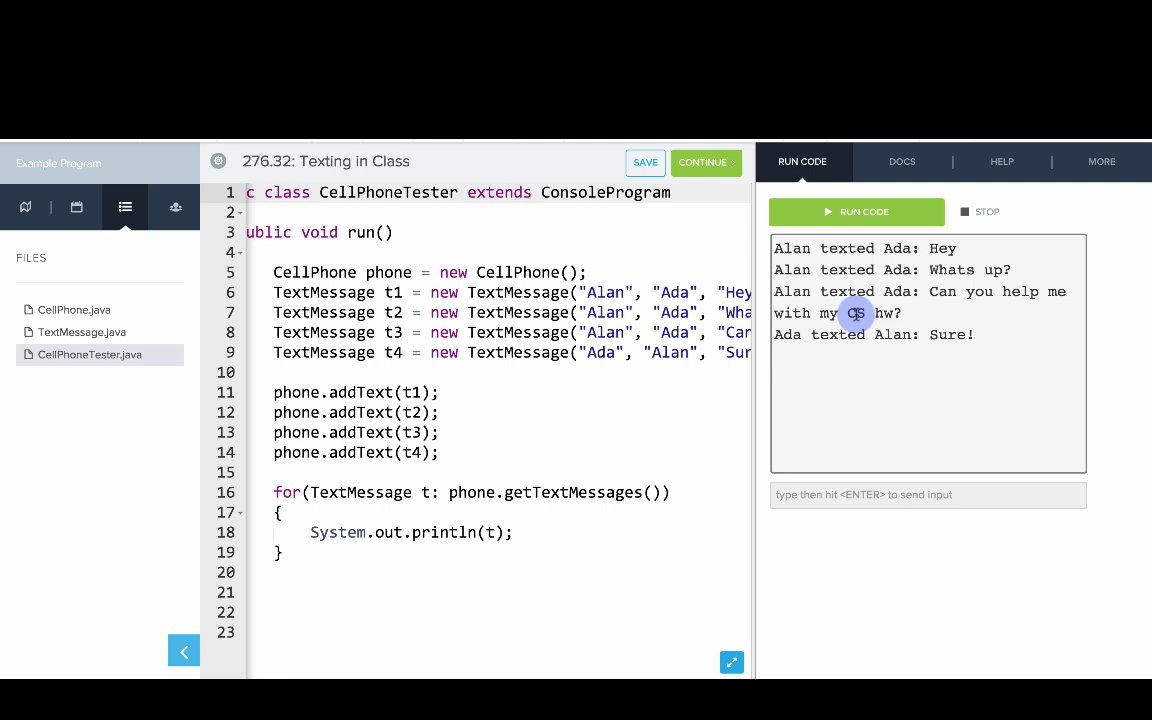 Example Program
276.32: Texting in Class
SAVE
CONTINUE >
RUN CODE
DOCS
HELP
MORE
FILES
CellPhone.java
TextMessage.java
CellPhoneTester.java
1 c class CellPhoneTester extends ConsoleProgram
2
3 ublic void run()
4
5 CellPhone phone = new CellPhone();
6 TextMessage t1 = new TextMessage("Alan", "Ada", "Hey
7 TextMessage t2 = new TextMessage("Alan", "Ada", "Wha
8 TextMessage t3 = new TextMessage("Alan", "Ada", "Can
9 TextMessage t4 = new TextMessage("Ada", "Alan", "Sur
10
11 phone.addText(t1);
12 phone.addText(t2);
13 phone.addText(t3);
14 phone.addText(t4);
15
16 for(TextMessage t: phone.getTextMessages())
17 {
18 System.out.println(t);
19 }
20
21
22
23
RUN CODE
STOP
Alan texted Ada: Hey
Alan texted Ada: Whats up?
Alan texted Ada: Can you help me
with my CS hw?
Ada texted Alan: Sure!
type then hit <ENTER> to send input